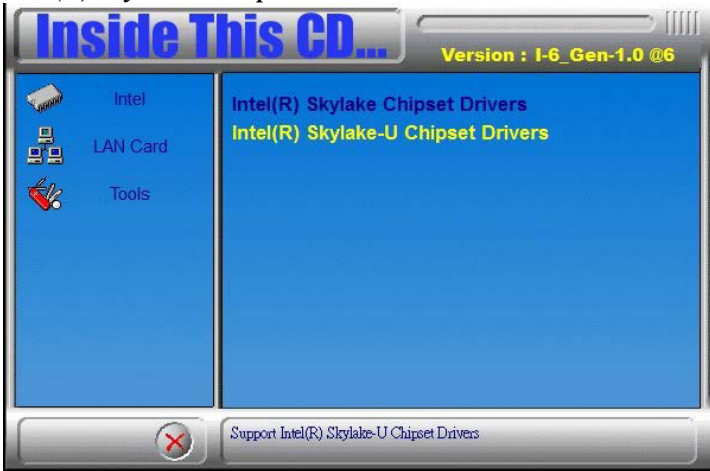 Inside This CD...
Version : I-6_Gen-1.0 @6
Intel
LAN Card
Tools
Intel(R) Skylake Chipset Drivers
Intel(R) Skylake-U Chipset Drivers
Support Intel(R) Skylake-U Chipset Drivers